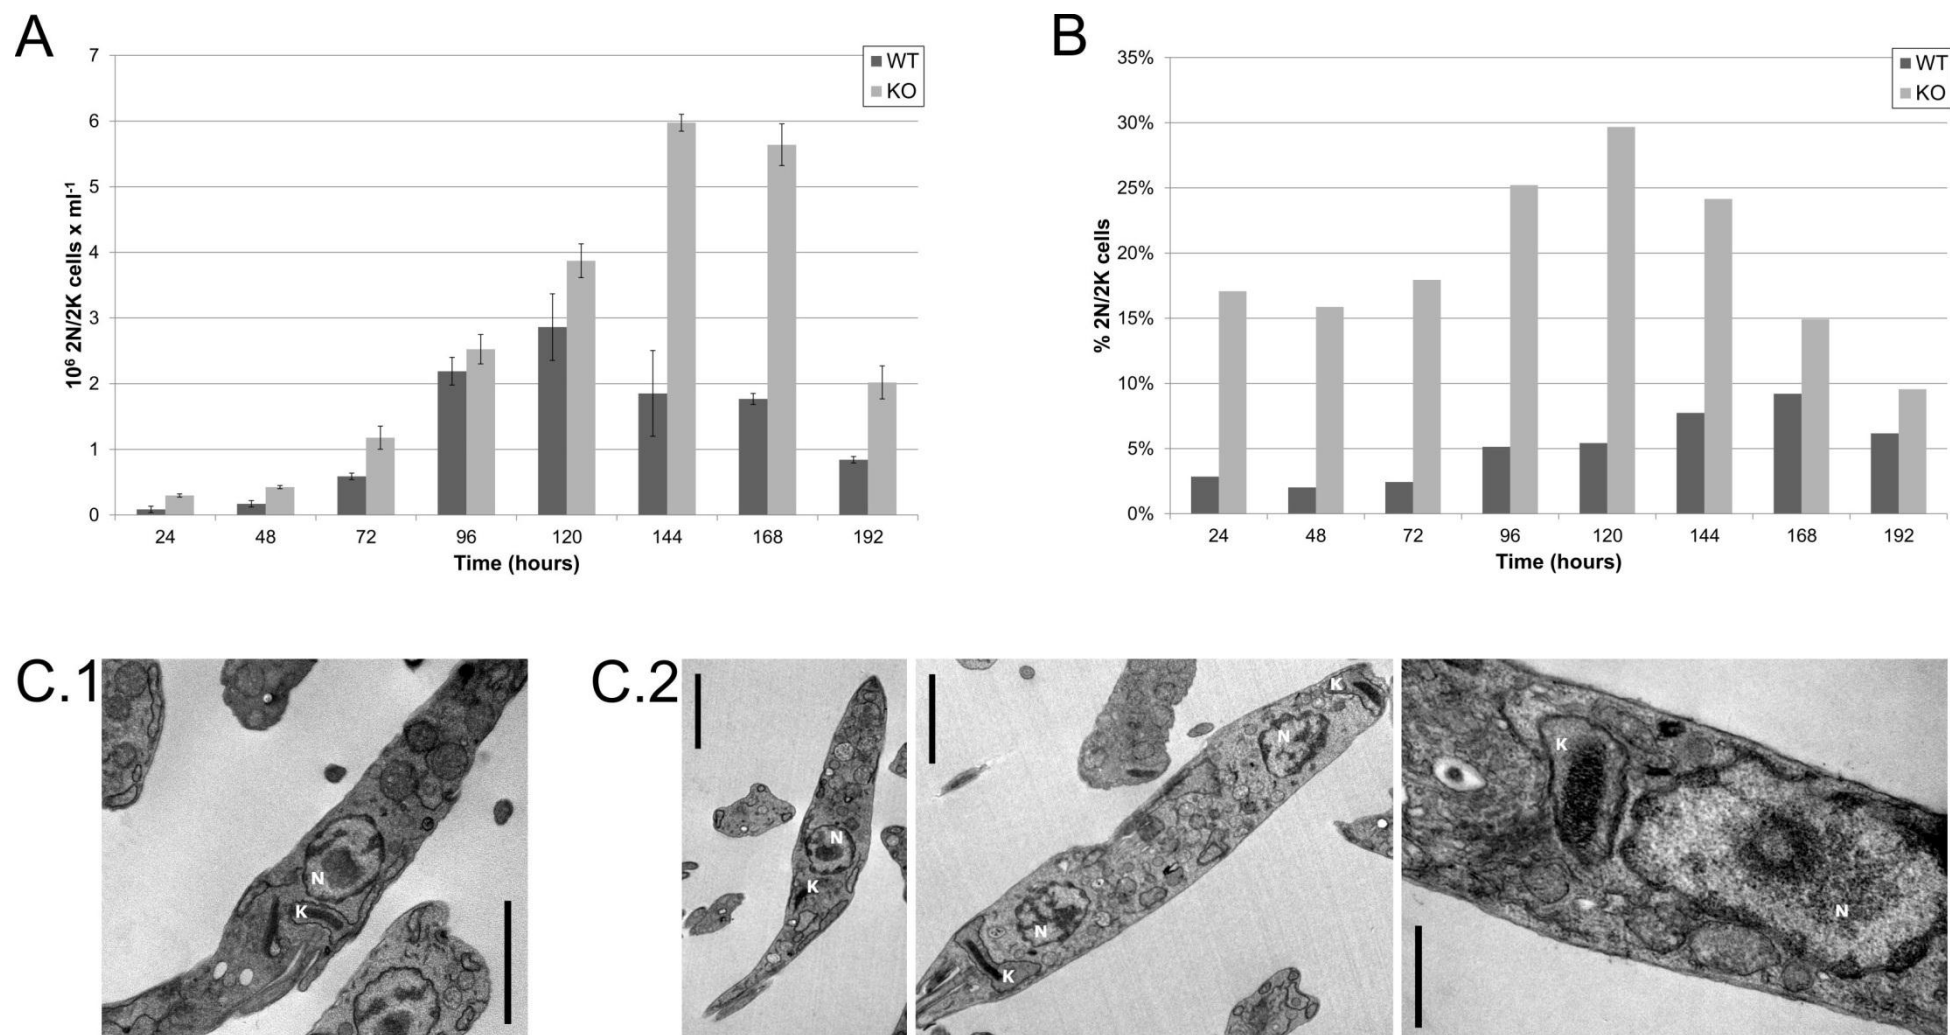 A
7
6
5
4
3
2
1
0
10⁶ 2N/2K cells x ml⁻¹
WT
KO
24 48 72 96 120 144 168 192
Time (hours)
B
35%
30%
25%
20%
15%
10%
5%
0%
% 2N/2K cells
WT
KO
24 48 72 96 120 144 168 192
Time (hours)
C.1
N
K
C.2
N
K
K
N
N
K
K
N